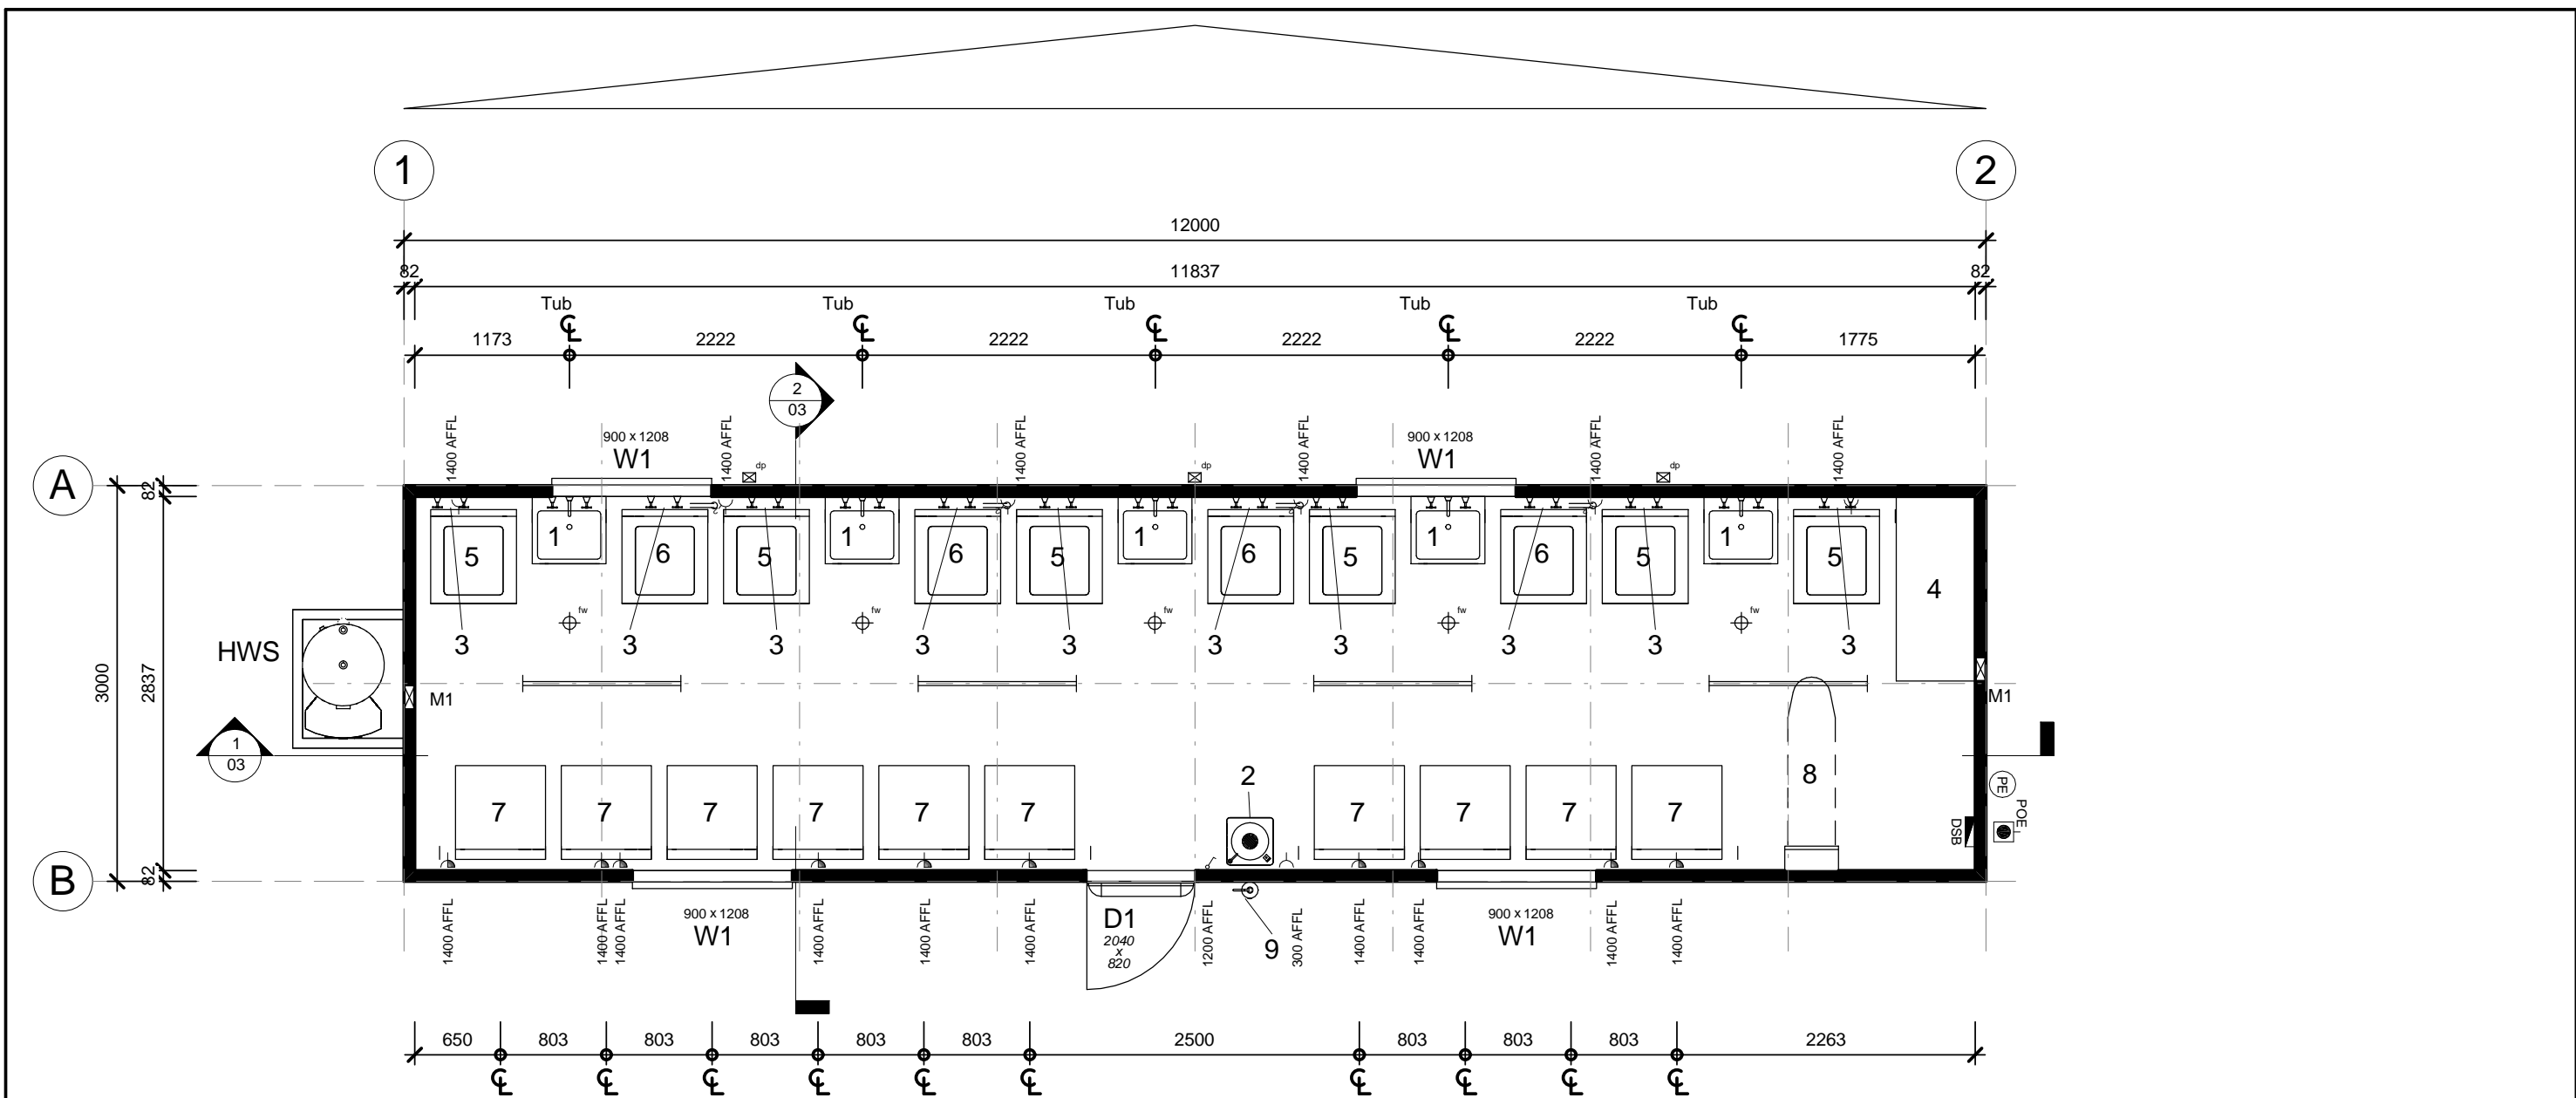 1
2
12000
82
11837
82
Tub
Tub
Tub
Tub
Tub
1173
2222
2222
2222
2222
1775
2
03
1400 AFFL
900 x 1208
W1
1400 AFFL
dp
1400 AFFL
dp
1400 AFFL
900 x 1208
W1
1400 AFFL
dp
1400 AFFL
A
82
5
1
6
5
1
6
5
1
6
5
1
6
5
1
5
4
fw
fw
fw
fw
fw
3
3
3
3
3
3
3
3
3
3
HWS
3000
2837
M1
M1
1
03
7
7
7
7
7
7
2
7
7
7
7
8
PE
POE
DSB
B
82
1400 AFFL
1400 AFFL
1400 AFFL
900 x 1208
W1
1400 AFFL
1400 AFFL
1400 AFFL
D1
2040
x
820
1200 AFFL
9
300 AFFL
1400 AFFL
1400 AFFL
900 x 1208
W1
1400 AFFL
1400 AFFL
650
803
803
803
803
803
2500
803
803
803
2263